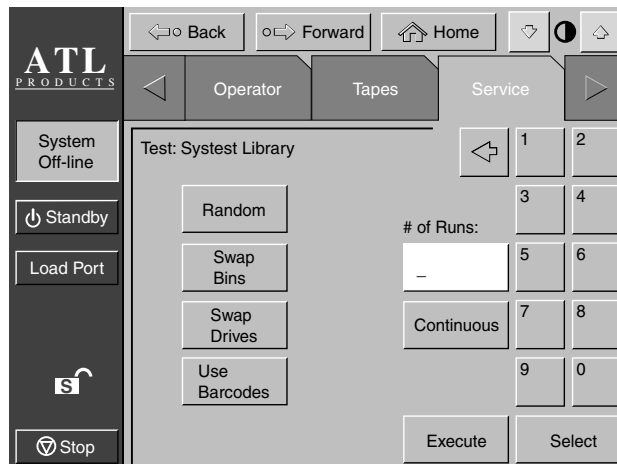 Back
Forward
Home
ATL
PRODUCTS
Operator
Tapes
Service
System
Off-line
Standby
Load Port
S
Stop
Test: Systest Library
Random
Swap
Bins
Swap
Drives
Use
Barcodes
# of Runs:
_
Continuous
Execute
Select
1
2
3
4
5
6
7
8
9
0